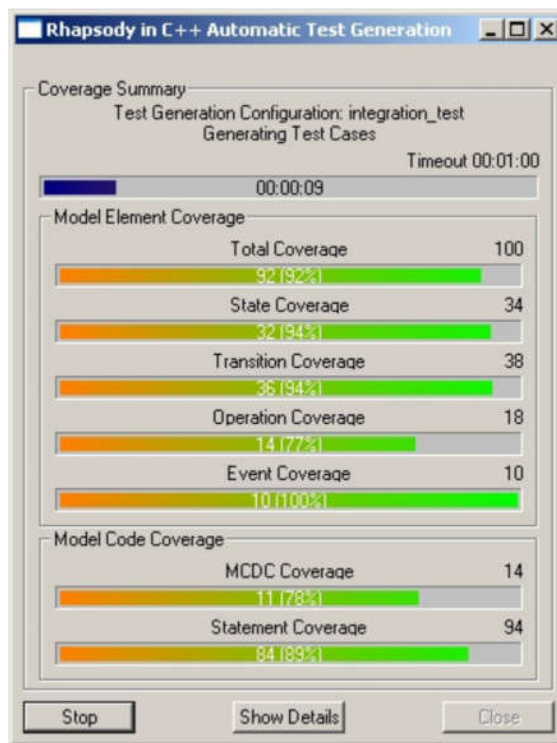 Rhapsody in C++ Automatic Test Generation
Coverage Summary
Test Generation Configuration: integration_test
Generating Test Cases
Timeout 00:01:00
00:00:09
Model Element Coverage
Total Coverage 100
92 (92%)
State Coverage 34
32 (94%)
Transition Coverage 38
36 (94%)
Operation Coverage 18
14 (77%)
Event Coverage 10
10 (100%)
Model Code Coverage
MCDC Coverage 14
11 (78%)
Statement Coverage 94
84 (89%)
Stop Show Details Close